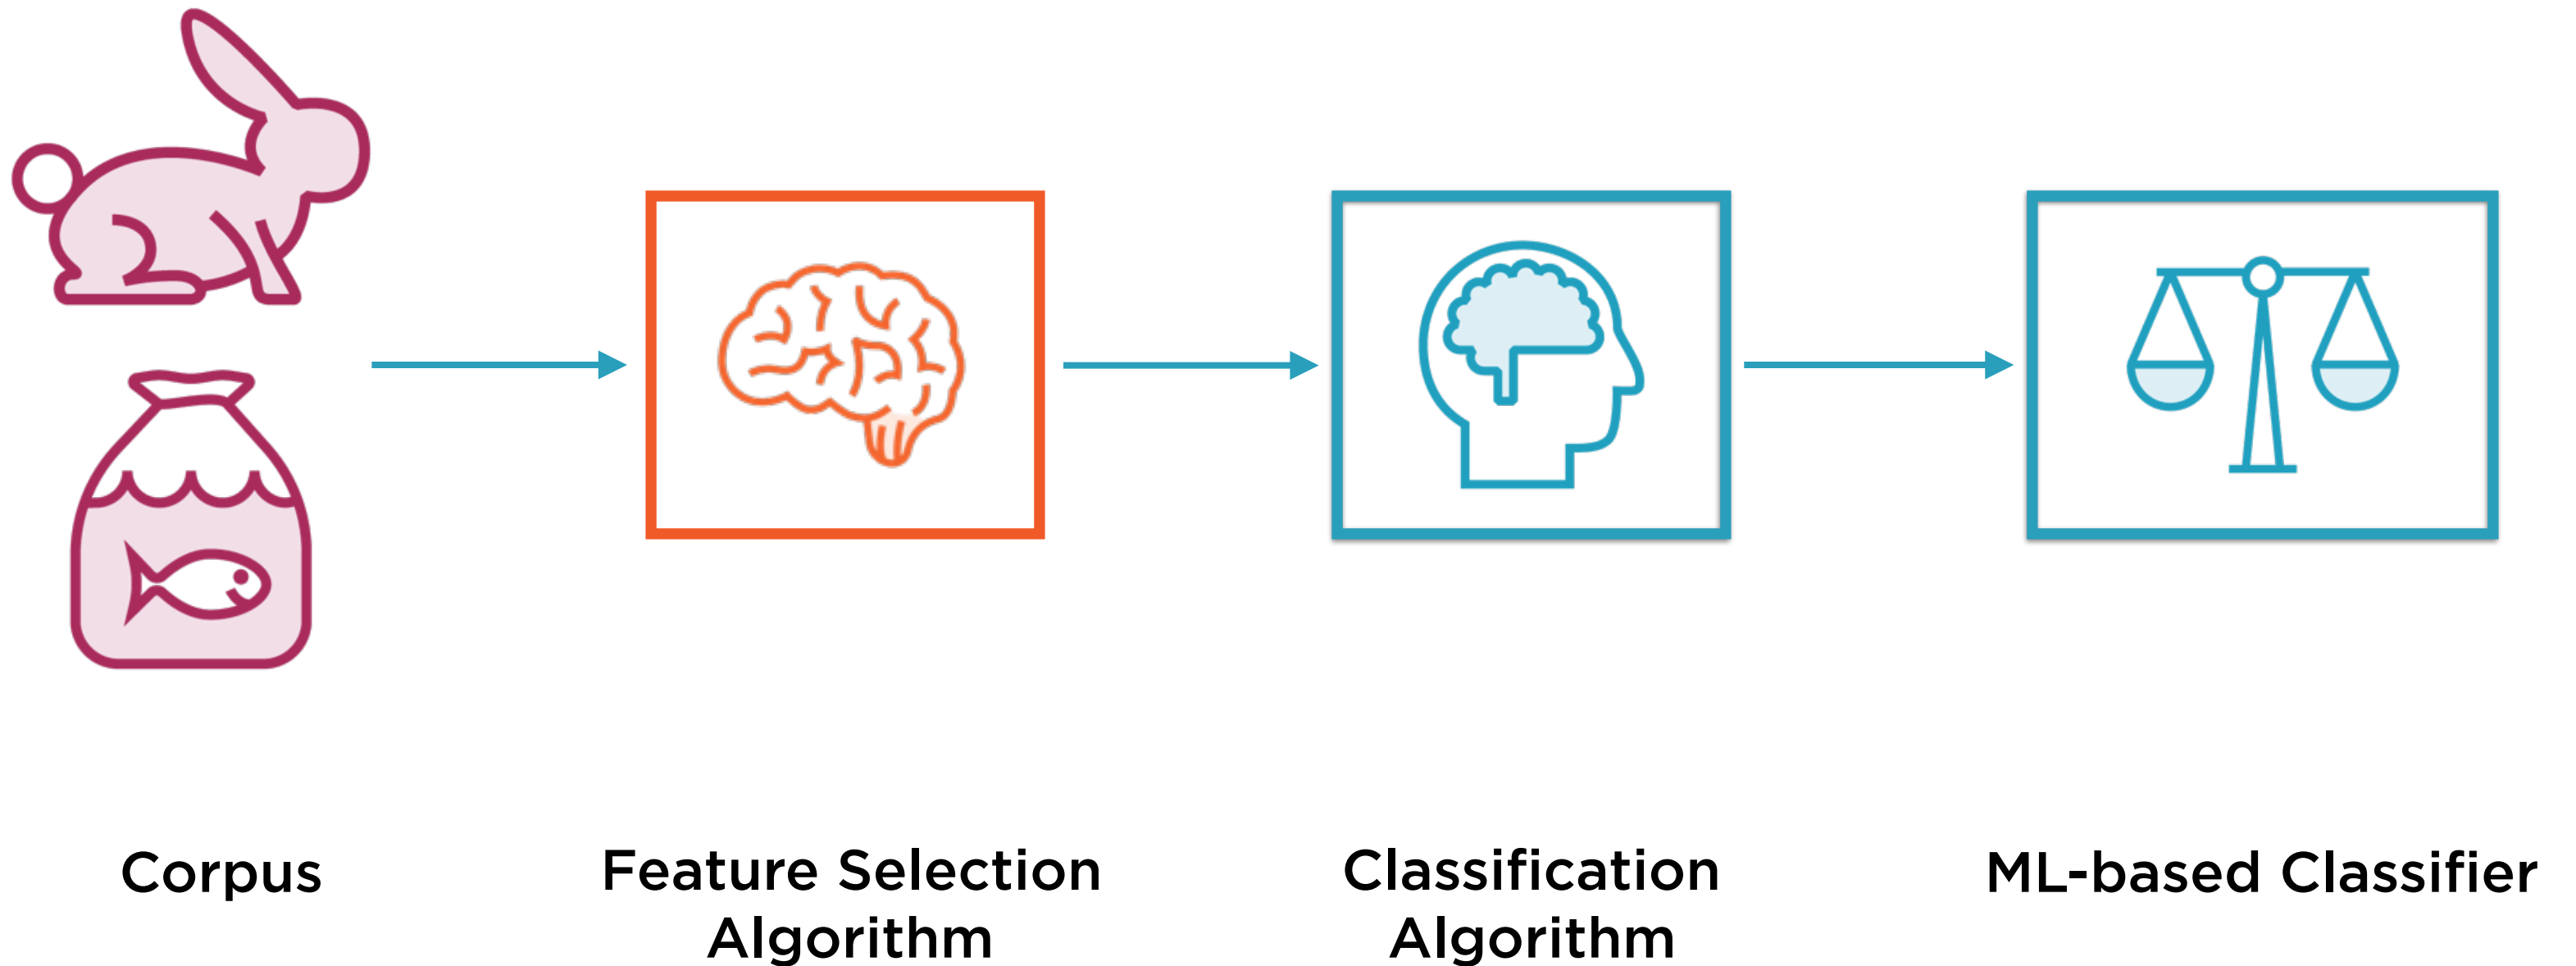 Corpus
Feature Selection
Algorithm
Classification
Algorithm
ML-based Classifier